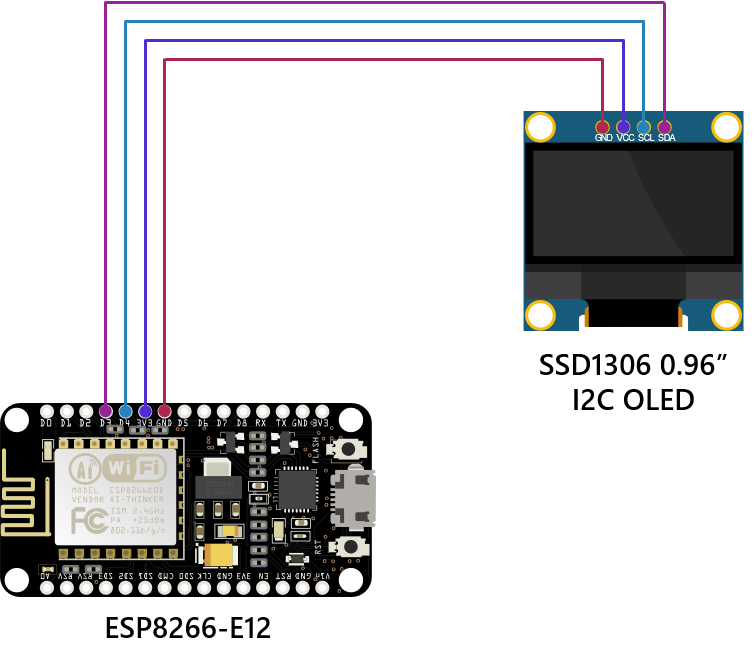 GND VCC SCL SDA
SSD1306 0.96”
I2C OLED
D0 D1 D2 D3 D4 3V3 GND D5 D6 D7 D8 RX TX GND 3V3
FLASH
Ai WiFi
MODEL ESP8266MOD
VENDOR AI-THINKER
FC ISM 2.4GHz
PA +25dBm
802.11b/g/n
RST
A0 RSV RSV SD3 SD2 SD1 CMD SD0 CLK GND 3V3 EN RST GND Vin
ESP8266-E12